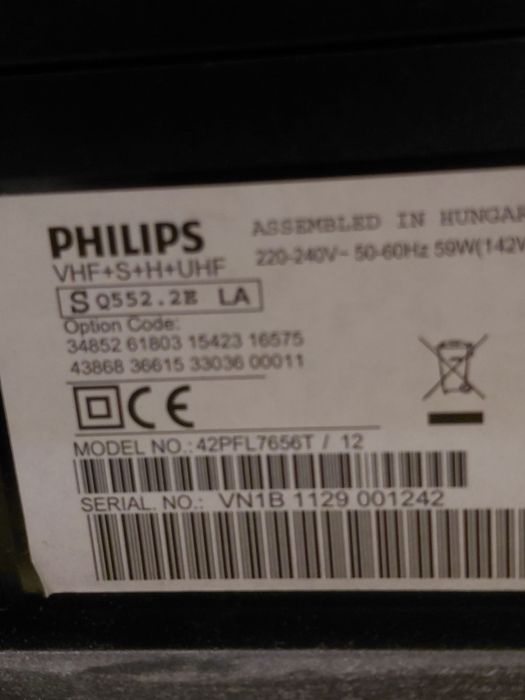 PHILIPS
ASSEMBLED IN HUNGAR
VHF+S+H+UHF
220-240V~ 50-60Hz 59W(142W
S Q552.2E LA
Option Code:
34852 61803 15423 16575
43868 36615 33036 00011
CE
MODEL NO.: 42PFL7656T / 12
SERIAL. NO.: VN1B 1129 001242